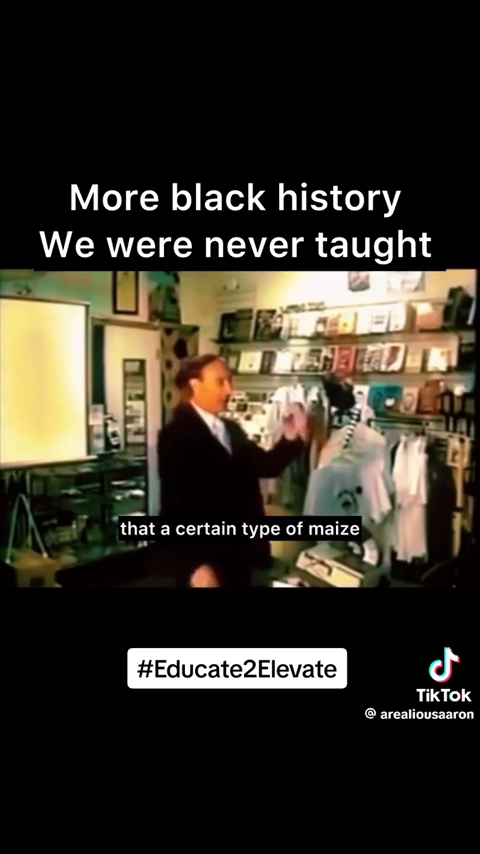 More black history
We were never taught
that a certain type of maize
#Educate2Elevate
TikTok
@ arealiousaaron